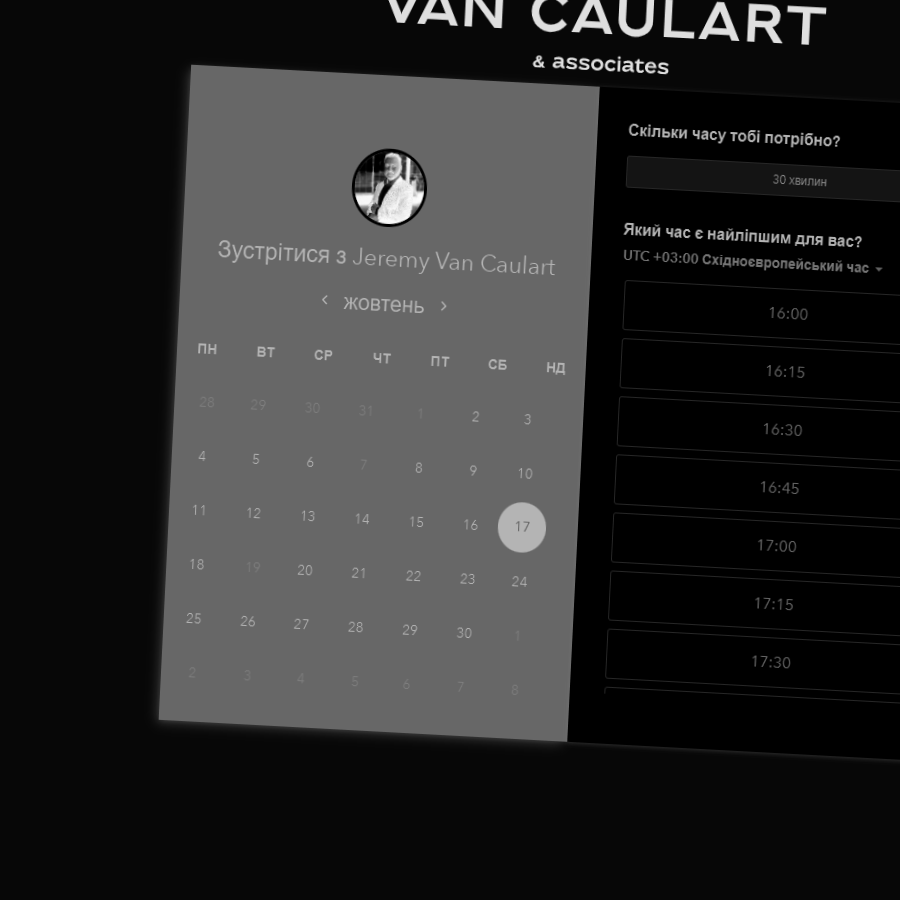 VAN CAULART
& associates
Зустрітися з Jeremy Van Caulart
‹ жовтень ›
ПН ВТ СР ЧТ ПТ СБ НД
28 29 30 31 1 2 3
4 5 6 7 8 9 10
11 12 13 14 15 16 17
18 19 20 21 22 23 24
25 26 27 28 29 30 1
2 3 4 5 6 7 8
Скільки часу тобі потрібно?
30 хвилин
Який час є найліпшим для вас?
UTC +03:00 Східноєвропейський час
16:00
16:15
16:30
16:45
17:00
17:15
17:30